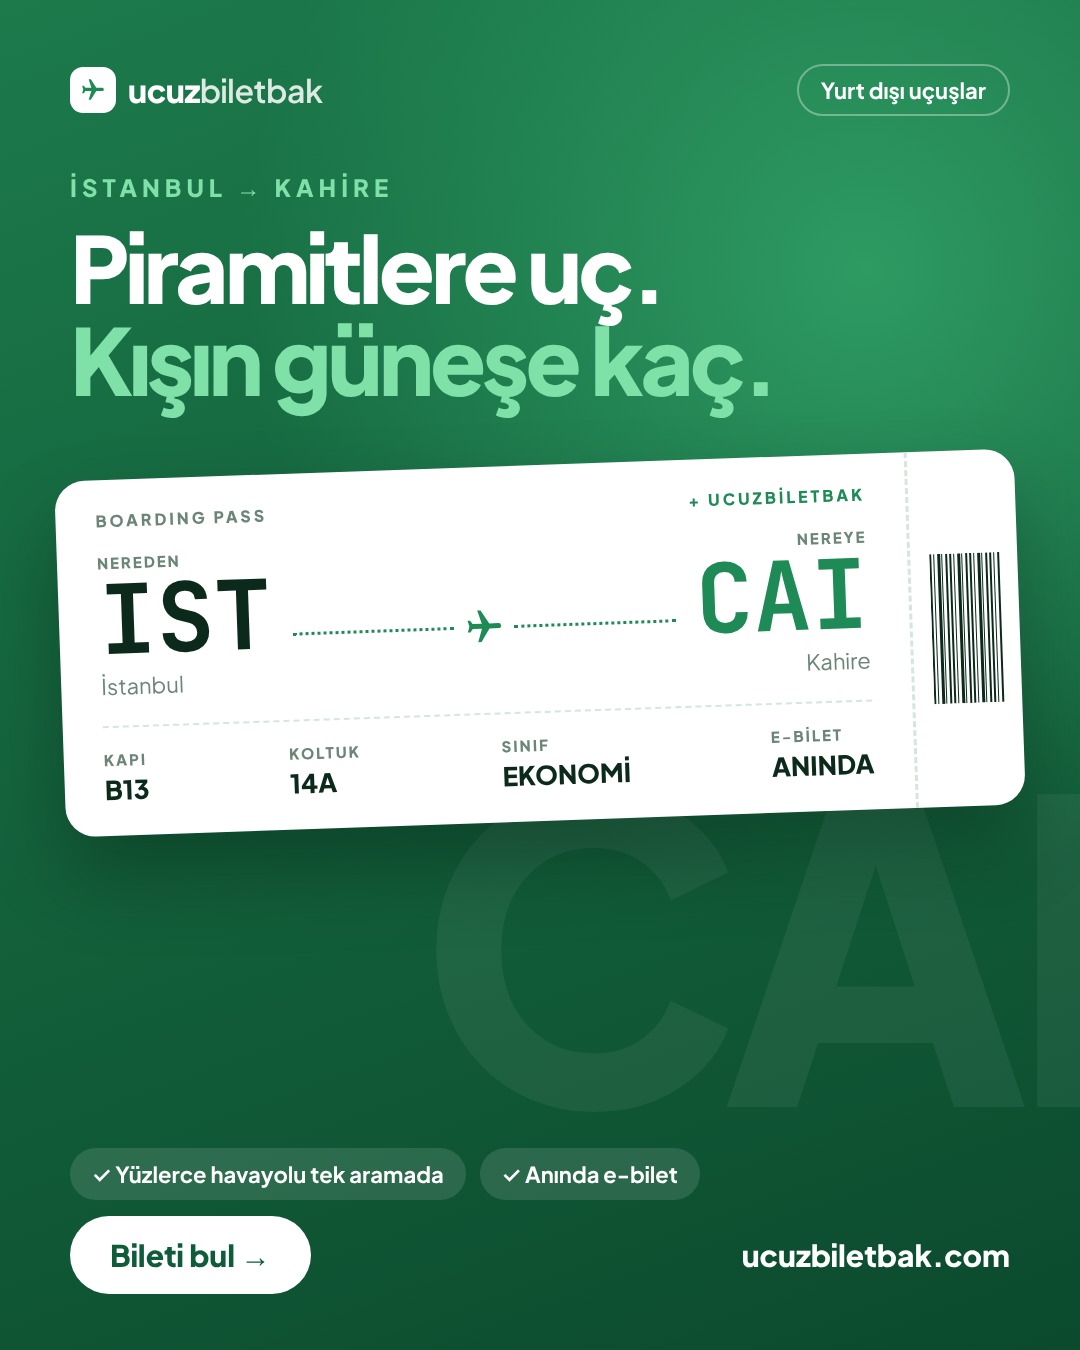 ucuzbiletbak
Yurt dışı uçuşlar
İSTANBUL → KAHİRE
Piramitlere uç.
Kışın güneşe kaç.
BOARDING PASS
+ UCUZBİLETBAK
NEREDEN
NEREYE
IST
CAI
İstanbul
Kahire
KAPI
KOLTUK
SINIF
E-BİLET
B13
14A
EKONOMİ
ANINDA
CAI
✓ Yüzlerce havayolu tek aramada
✓ Anında e-bilet
Bileti bul →
ucuzbiletbak.com